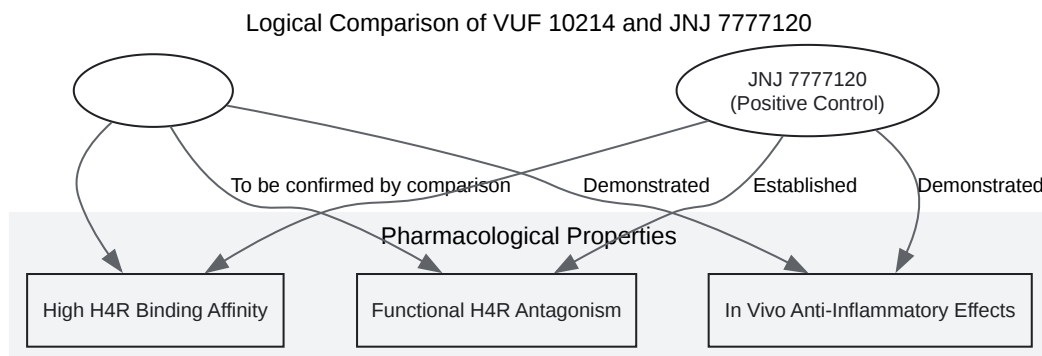 Logical Comparison of VUF 10214 and JNJ 7777120
JNJ 7777120
(Positive Control)
To be confirmed by comparison
Demonstrated
Established
Demonstrated
Pharmacological Properties
High H4R Binding Affinity
Functional H4R Antagonism
In Vivo Anti-Inflammatory Effects